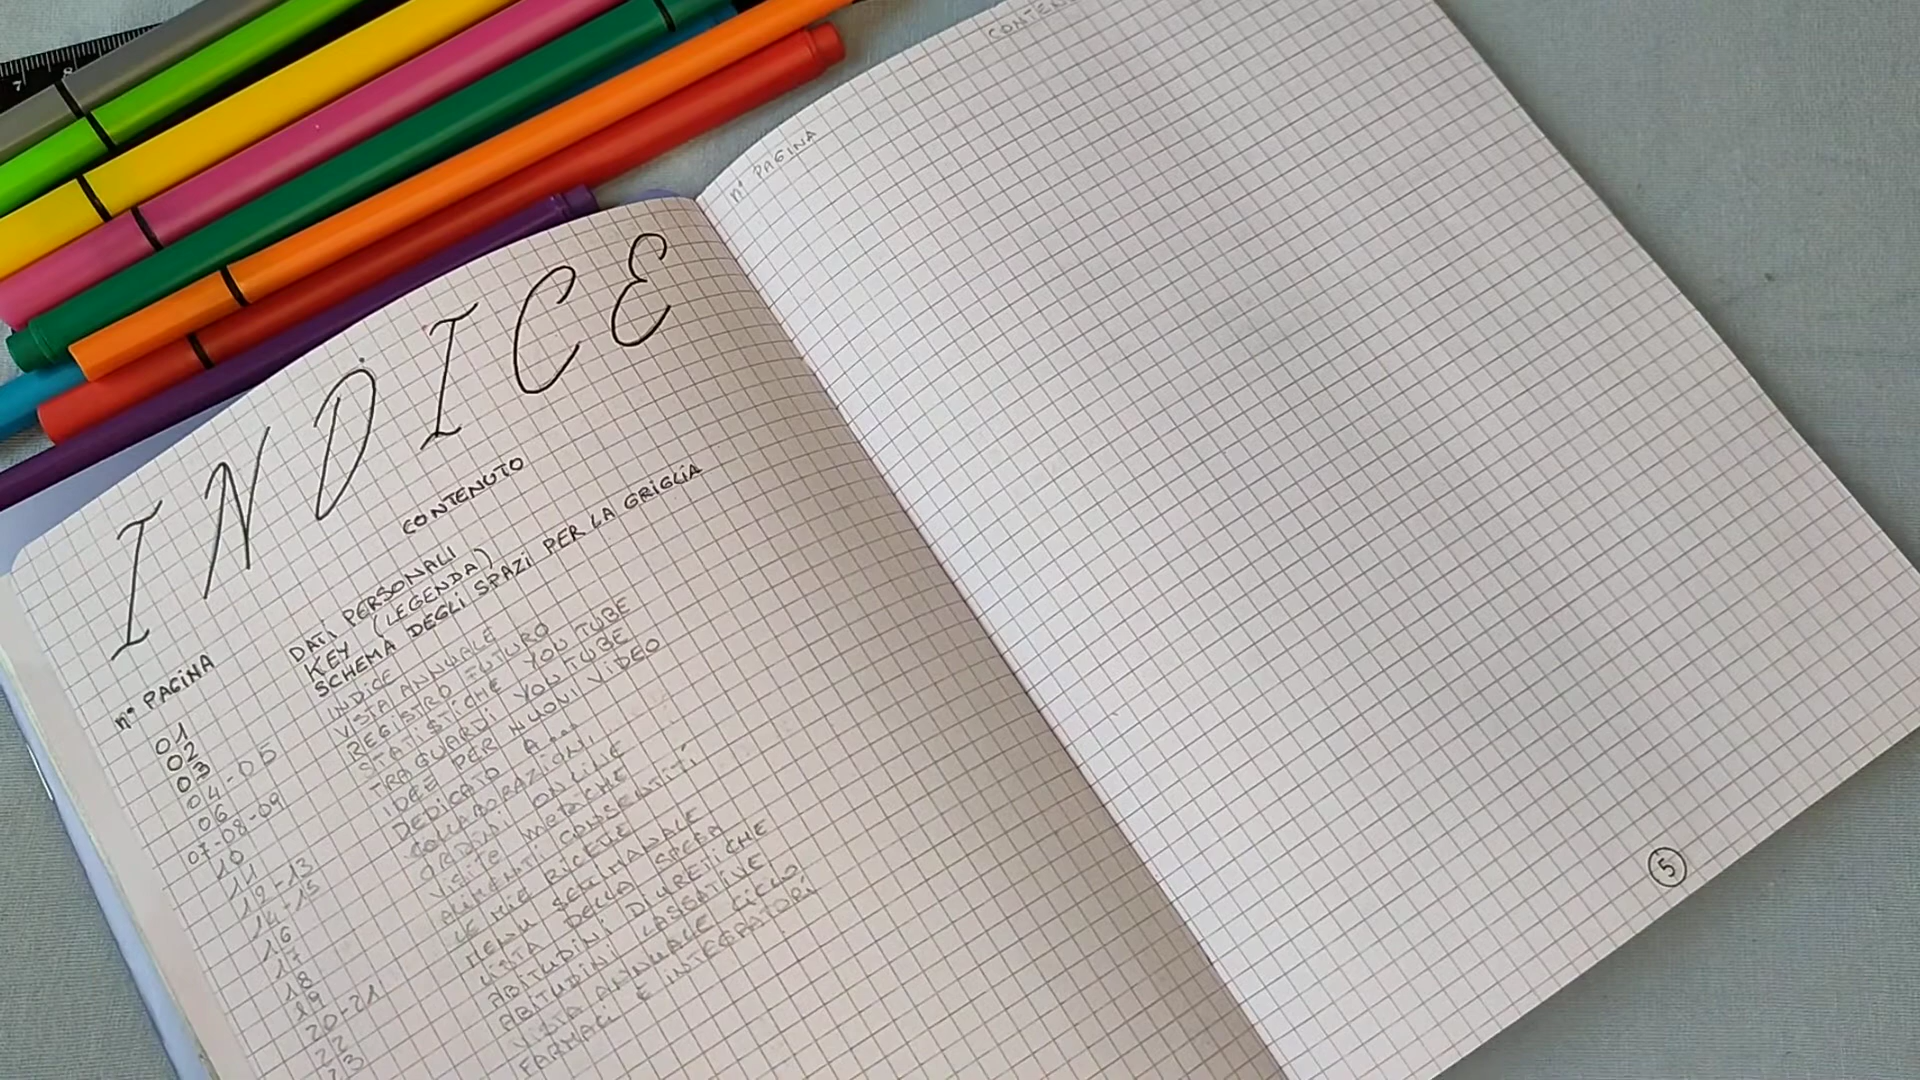 INDICE
n° PAGINA CONTENUTO
01 DATI PERSONALI
02 KEY (LEGENDA)
03 SCHEMA DEGLI SPAZI PER LA GRIGLIA
04-05 INDICE
06 VISTA ANNUALE
07-08-09 REGISTRO FUTURO
10 STATISTICHE YOU TUBE
11 TRAGUARDI YOU TUBE
12-13 IDEE PER NUOVI VIDEO
14-15 DEDICATO A...
16 COLLABORAZIONI
17 ORDINI ONLINE
18 VISITE MEDICHE
19 ALIMENTI CONSENTITI
20-21 LE MIE RICETTE
22 MENU SETTIMANALE
23 LISTA DELLA SPESA
ABITUDINI DIURETICHE
ABITUDINI LASSATIVE
VISTA ANNUALE CICLO
FARMACI E INTEGRATORI
n° PAGINA
5
7
8